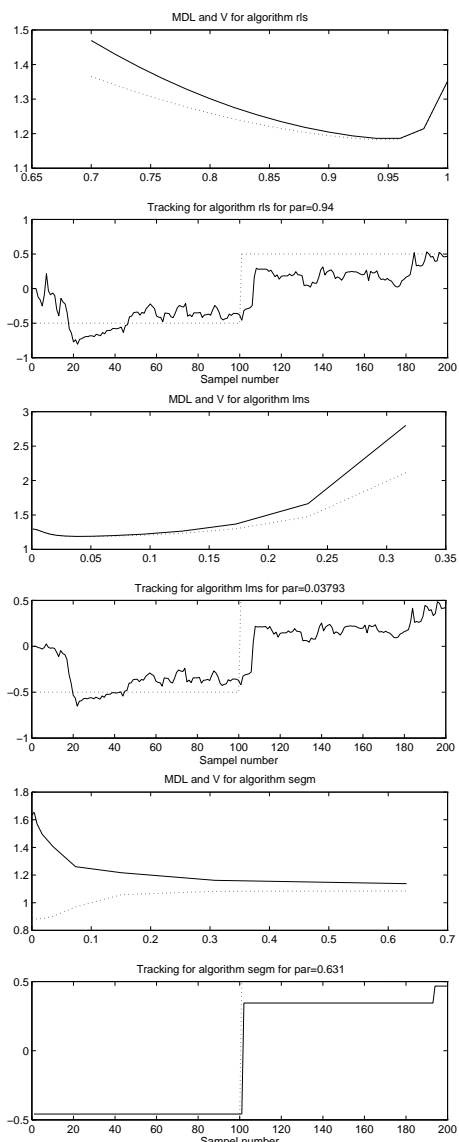 MDL and V for algorithm rls
1.5
1.4
1.3
1.2
1.1
0.65 0.7 0.75 0.8 0.85 0.9 0.95 1
Tracking for algorithm rls for par=0.94
1
0.5
0
−0.5
−1
0 20 40 60 80 100 120 140 160 180 200
Sampel number
MDL and V for algorithm lms
3
2.5
2
1.5
1
0 0.05 0.1 0.15 0.2 0.25 0.3 0.35
Tracking for algorithm lms for par=0.03793
0.5
0
−0.5
−1
0 20 40 60 80 100 120 140 160 180 200
Sampel number
MDL and V for algorithm segm
1.8
1.6
1.4
1.2
1
0.8
0 0.1 0.2 0.3 0.4 0.5 0.6 0.7
Tracking for algorithm segm for par=0.631
0.5
0
−0.5
0 20 40 60 80 100 120 140 160 180 200
Sampel number